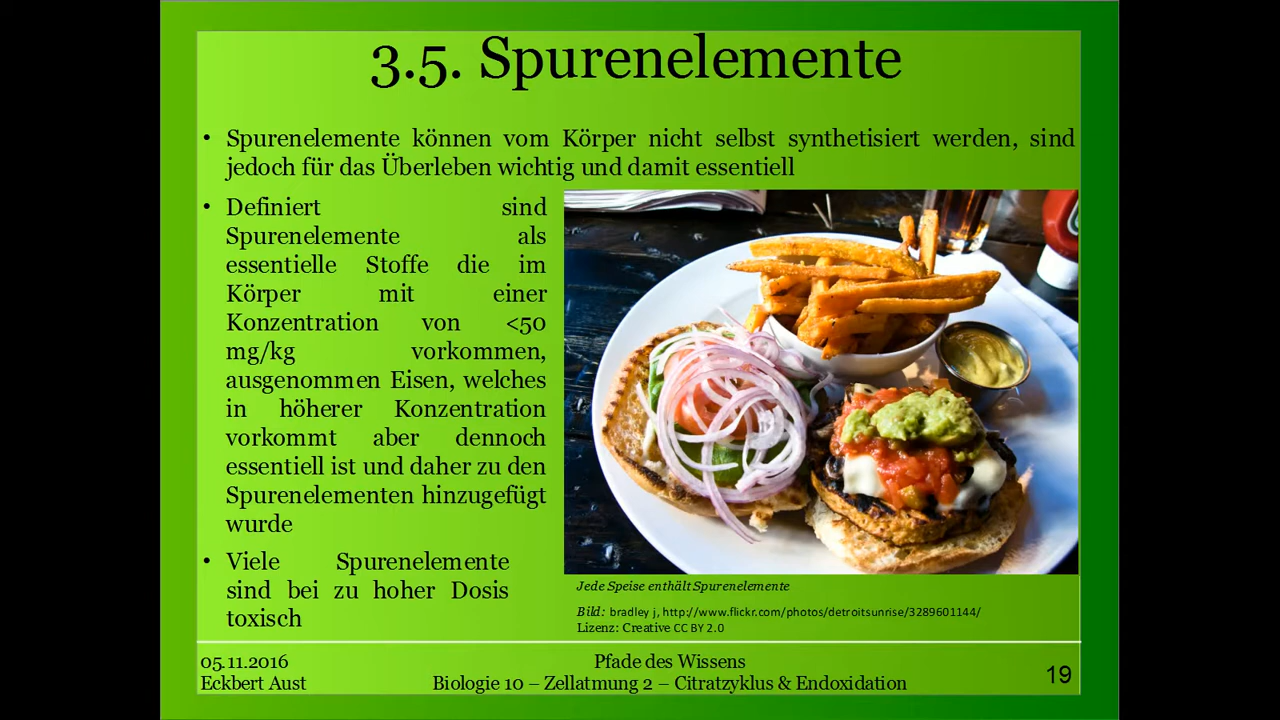 3.5. Spurenelemente
• Spurenelemente können vom Körper nicht selbst synthetisiert werden, sind
jedoch für das Überleben wichtig und damit essentiell
• Definiert sind
Spurenelemente als
essentielle Stoffe die im
Körper mit einer
Konzentration von <50
mg/kg vorkommen,
ausgenommen Eisen, welches
in höherer Konzentration
vorkommt aber dennoch
essentiell ist und daher zu den
Spurenelementen hinzugefügt
wurde
• Viele Spurenelemente
sind bei zu hoher Dosis
toxisch
Jede Speise enthält Spurenelemente
Bild: bradley j, http://www.flickr.com/photos/detroitsunrise/3289601144/
Lizenz: Creative CC BY 2.0
05.11.2016
Eckbert Aust
Pfade des Wissens
Biologie 10 – Zellatmung 2 – Citratzyklus & Endoxidation
19